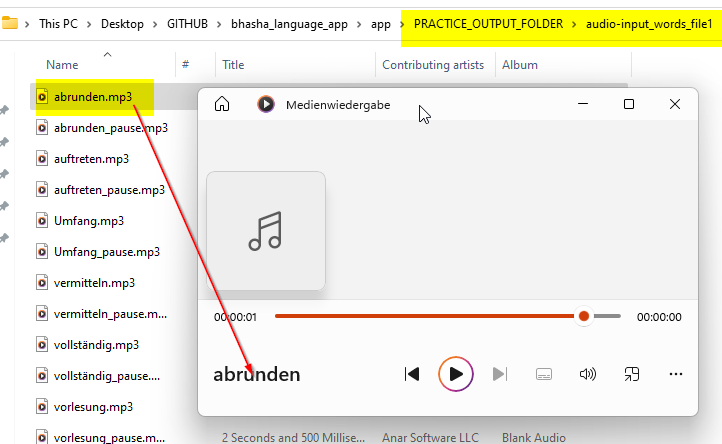 This PC > Desktop > GITHUB > bhasha_language_app > app > PRACTICE_OUTPUT_FOLDER > audio-input_words_file1
Name # Title Contributing artists Album
abrunden.mp3
Medienwiedergabe
abrunden_pause.mp3
auftreten.mp3
auftreten_pause.mp3
Umfang.mp3
Umfang_pause.mp3
vermitteln.mp3
00:00:01 00:00:00
vermitteln_pause.m...
vollständig.mp3
abrunden
vollständig_pause....
vorlesung.mp3
vorlesung_pause.mp3 2 Seconds and 500 Millise... Anar Software LLC Blank Audio